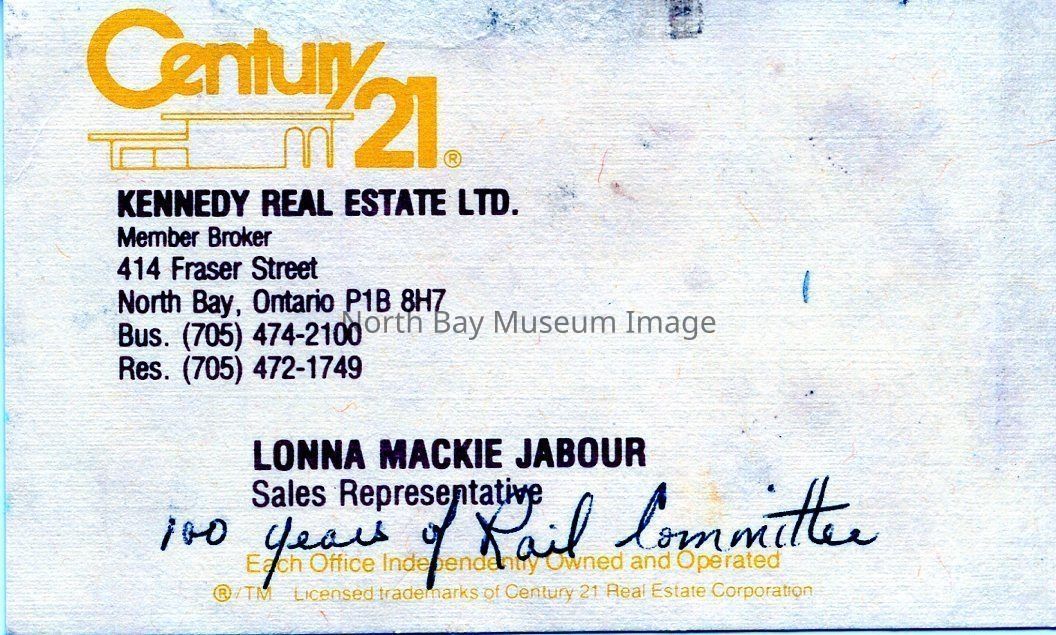 Century 21®
KENNEDY REAL ESTATE LTD.
Member Broker
414 Fraser Street
North Bay, Ontario P1B 8H7
North Bay Museum Image
Bus. (705) 474-2100
Res. (705) 472-1749
LONNA MACKIE JABOUR
Sales Representative
100 years of Rail Committee
Each Office Independently Owned and Operated
®/TM Licensed trademarks of Century 21 Real Estate Corporation